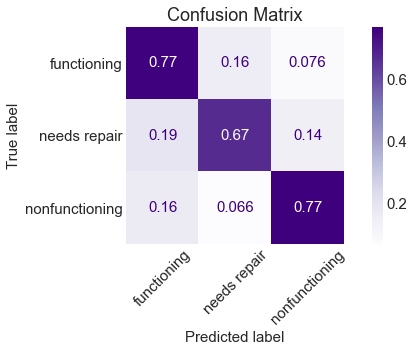 Confusion Matrix
True label
functioning 0.77 0.16 0.076
needs repair 0.19 0.67 0.14
nonfunctioning 0.16 0.066 0.77
functioning needs repair nonfunctioning
Predicted label
0.6
0.4
0.2